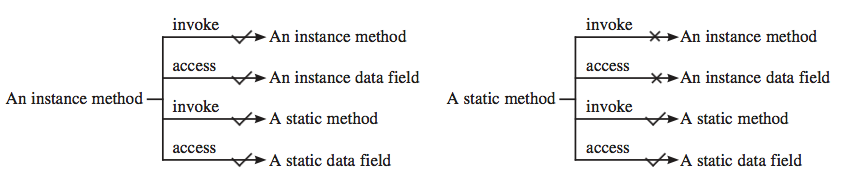 invoke
An instance method
access
An instance data field
An instance method
invoke
A static method
access
A static data field
invoke
An instance method
access
An instance data field
A static method
invoke
A static method
access
A static data field